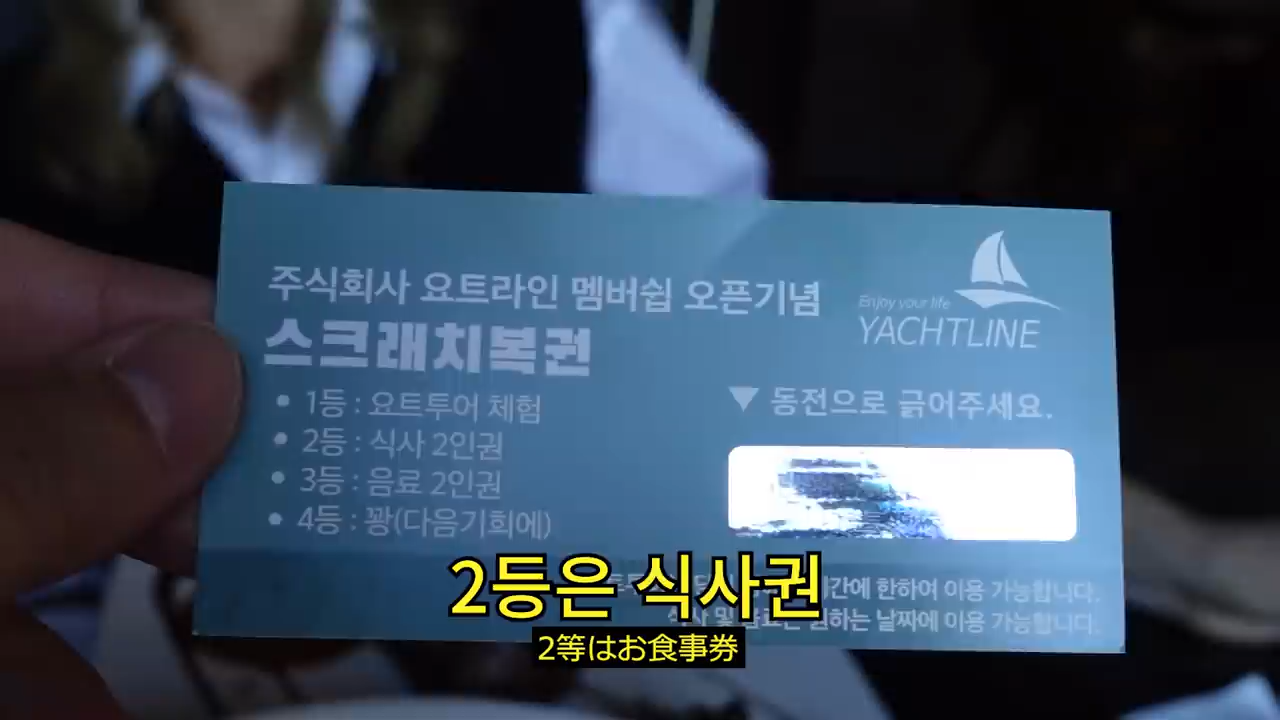 주식회사 요트라인 멤버쉽 오픈기념
스크래치복권
• 1등 : 요트투어 체험
• 2등 : 식사 2인권
• 3등 : 음료 2인권
• 4등 : 꽝(다음기회에)
Enjoy your life
YACHTLINE
▼ 동전으로 긁어주세요.
한하여 이용 가능합니다.
및 원하는 날짜에 이용 가능합니다.
2등은 식사권
2等はお食事券